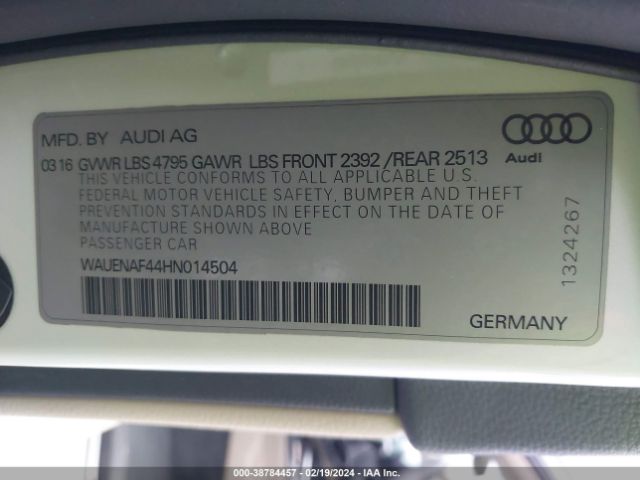 MFD. BY AUDI AG
0316 GVWR LBS 4795 GAWR LBS FRONT 2392 /REAR 2513
Audi
THIS VEHICLE CONFORMS TO ALL APPLICABLE U.S.
FEDERAL MOTOR VEHICLE SAFETY, BUMPER AND THEFT
PREVENTION STANDARDS IN EFFECT ON THE DATE OF
MANUFACTURE SHOWN ABOVE
PASSENGER CAR
WAUENAF44HN014504
1324267
GERMANY
000-38784457 - 02/19/2024 - IAA Inc.